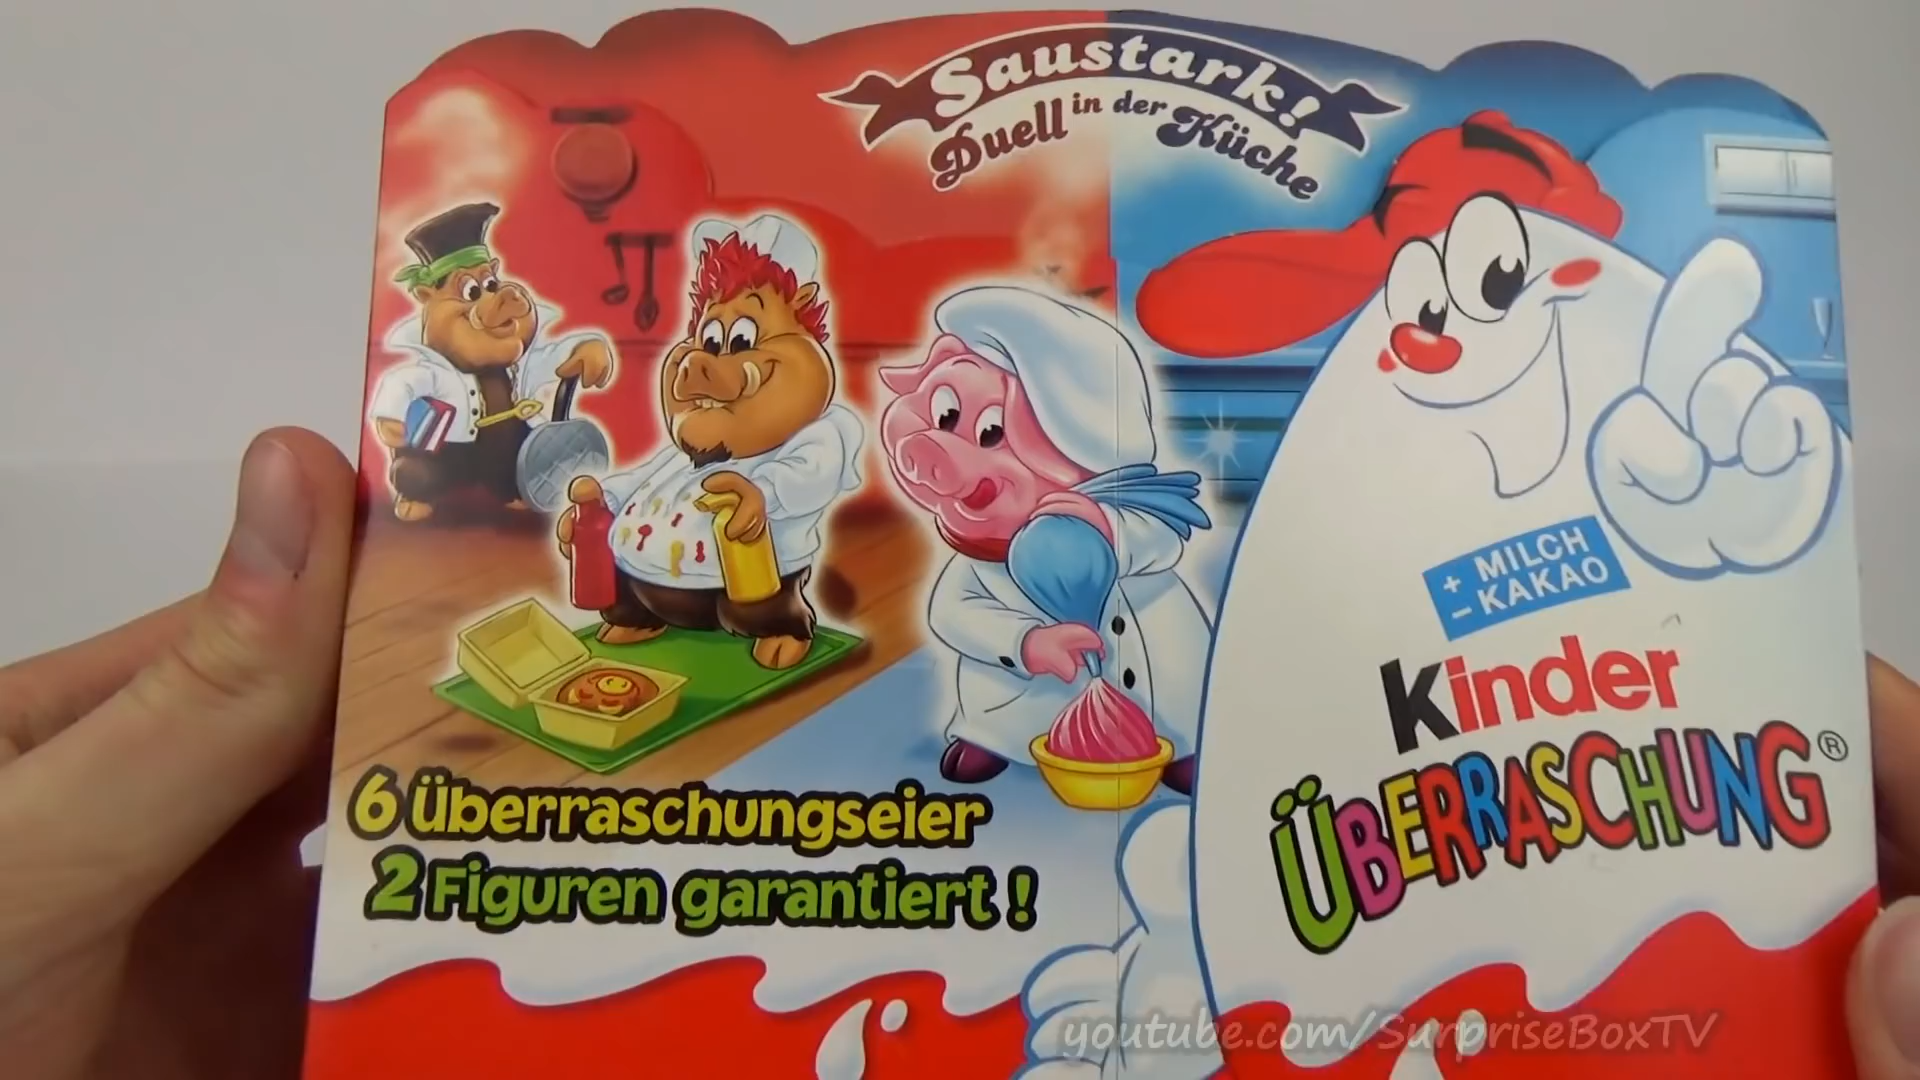 Saustark!
Duell in der Küche
+ MILCH
- KAKAO
kinder
ÜBERRASCHUNG®
6 Überraschungseier
2 Figuren garantiert!
youtube.com/SurpriseBoxTV